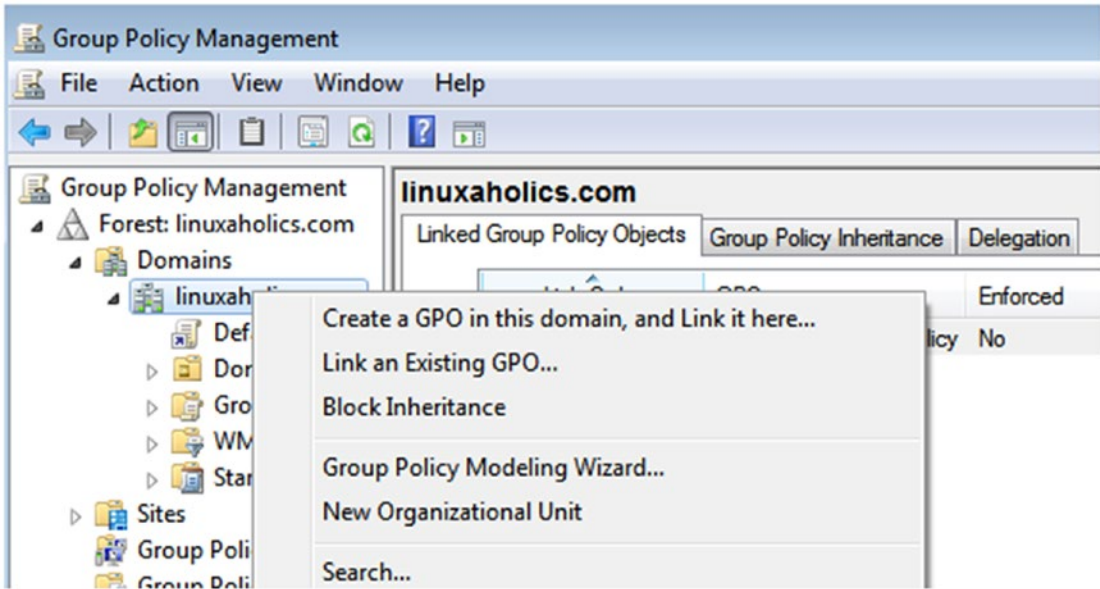 Group Policy Management
File Action View Window Help
Group Policy Management
Forest: linuxaholics.com
Domains
linuxaholics.com
Linked Group Policy Objects Group Policy Inheritance Delegation
Enforced
No
Create a GPO in this domain, and Link it here...
Link an Existing GPO...
Block Inheritance
Group Policy Modeling Wizard...
New Organizational Unit
Search...
Sites